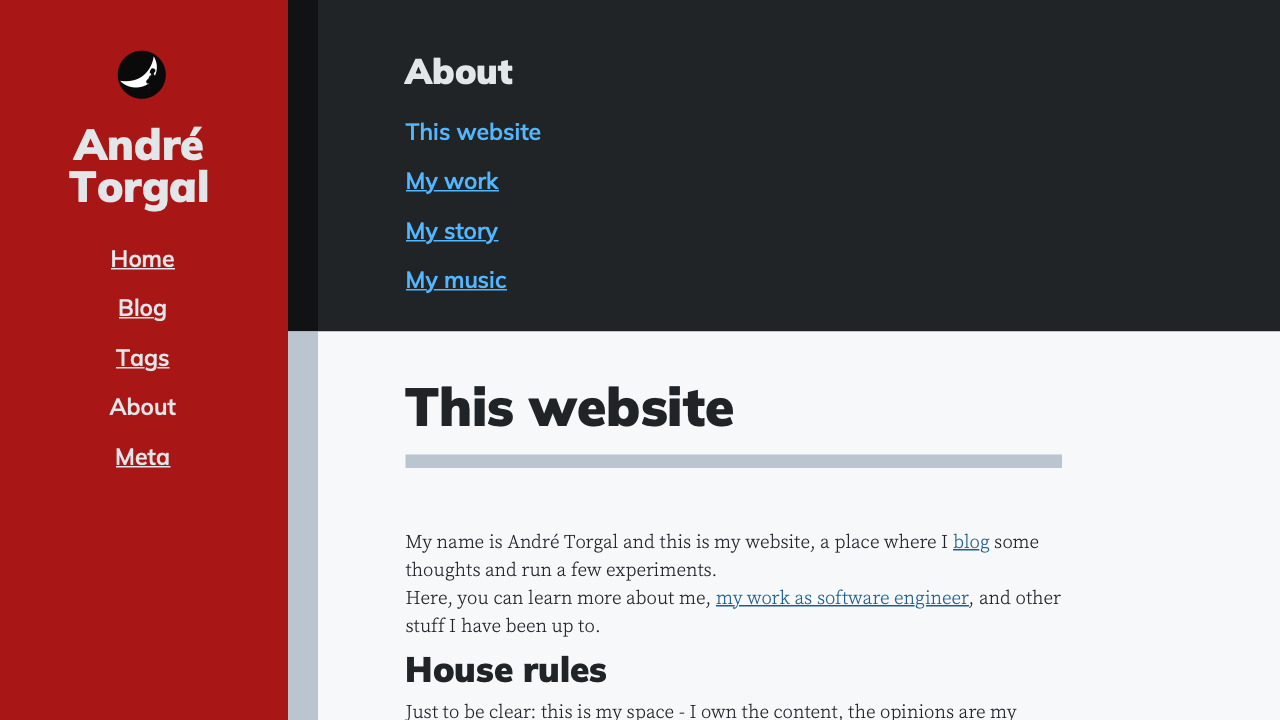 André
Torgal
Home
Blog
Tags
About
Meta
About
This website
My work
My story
My music
This website
My name is André Torgal and this is my website, a place where I blog some
thoughts and run a few experiments.
Here, you can learn more about me, my work as software engineer, and other
stuff I have been up to.
House rules
Just to be clear: this is my space - I own the content, the opinions are my